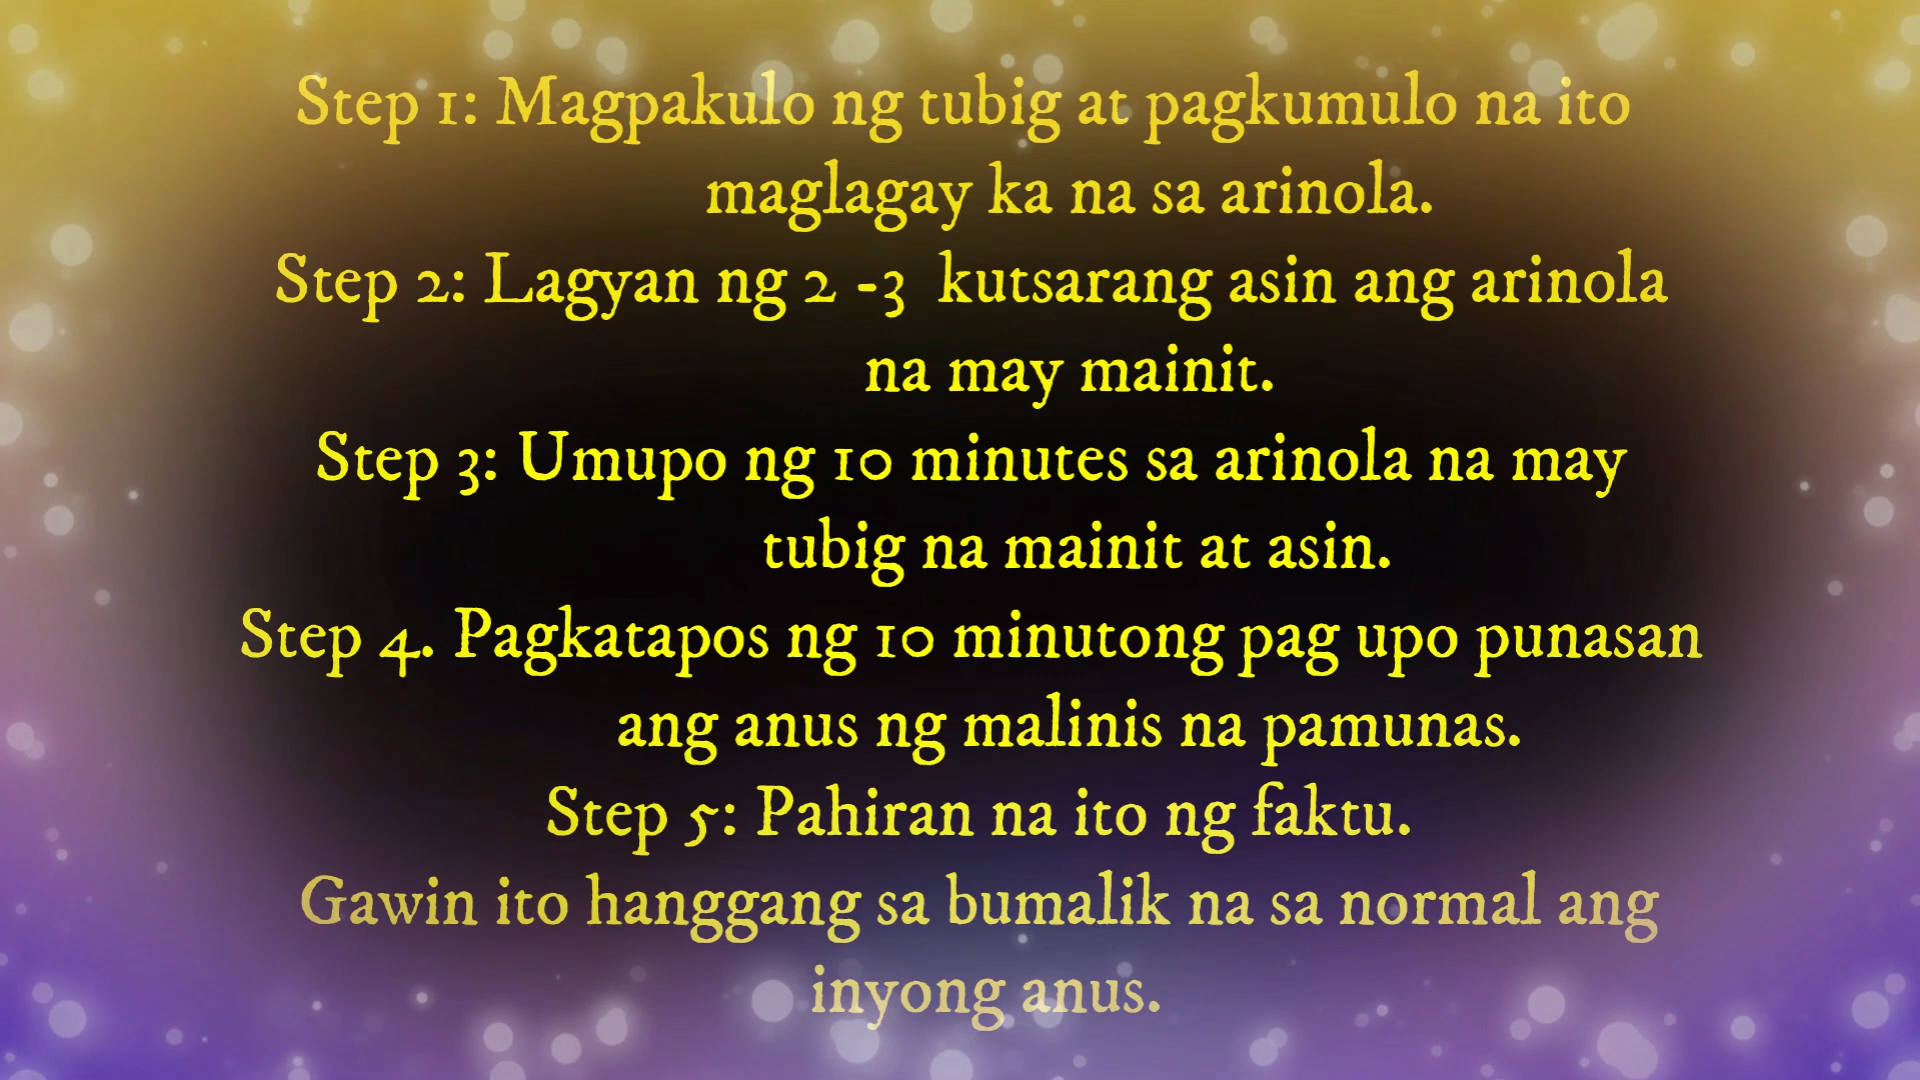 Step 1: Magpakulo ng tubig at pagkumulo na ito
maglagay ka na sa arinola.
Step 2: Lagyan ng 2 -3 kutsarang asin ang arinola
na may mainit.
Step 3: Umupo ng 10 minutes sa arinola na may
tubig na mainit at asin.
Step 4. Pagkatapos ng 10 minutong pag upo punasan
ang anus ng malinis na pamunas.
Step 5: Pahiran na ito ng faktu.
Gawin ito hanggang sa bumalik na sa normal ang
inyong anus.